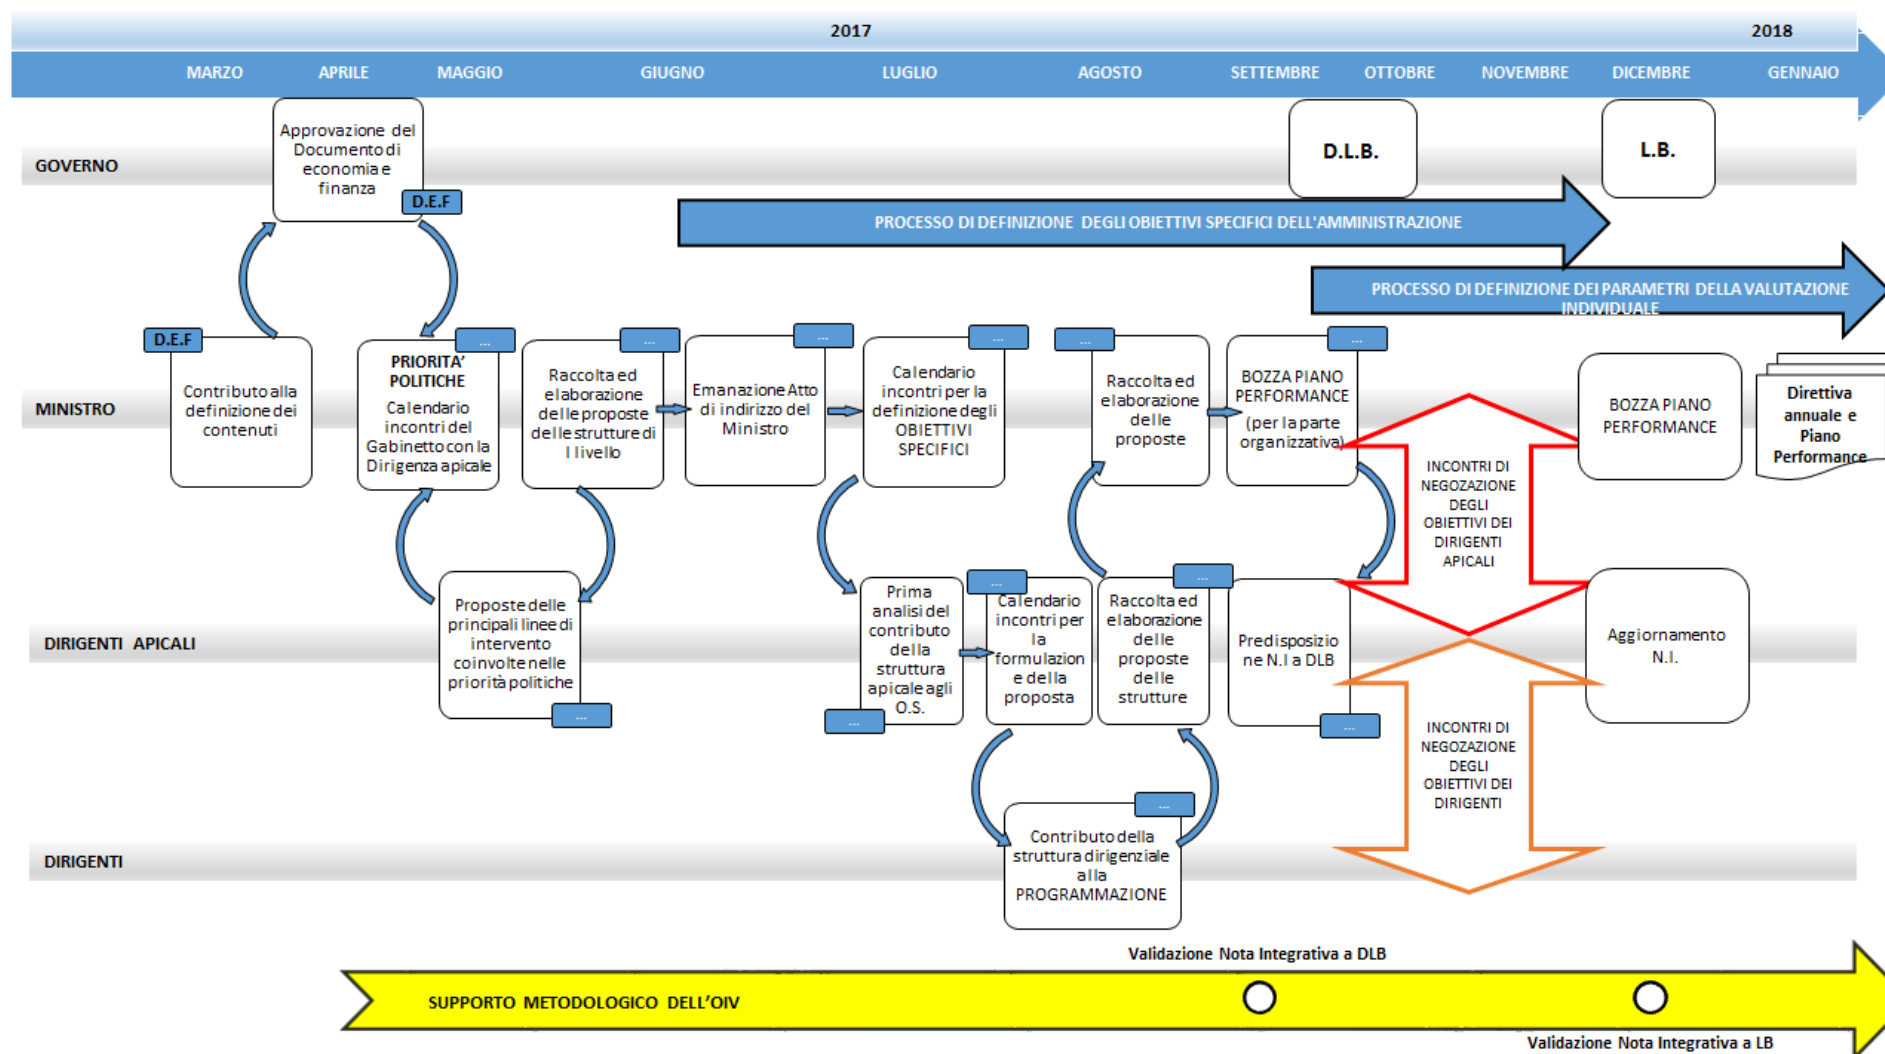 2017
2018
MARZO
APRILE
MAGGIO
GIUGNO
LUGLIO
AGOSTO
SETTEMBRE
OTTOBRE
NOVEMBRE
DICEMBRE
GENNAIO
GOVERNO
Approvazione del
Documento di
economia e
finanza
D.E.F
D.L.B.
L.B.
PROCESSO DI DEFINIZIONE DEGLI OBIETTIVI SPECIFICI DELL'AMMINISTRAZIONE
PROCESSO DI DEFINIZIONE DEI PARAMETRI DELLA VALUTAZIONE
INDIVIDUALE
MINISTRO
D.E.F
Contributo alla
definizione dei
contenuti
...
PRIORITA’
POLITICHE
Calendario
incontri del
Gabinetto con la
Dirigenza apicale
...
Raccolta ed
elaborazione
delle proposte
delle strutture di
I livello
...
Emanazione Atto
di indirizzo del
Ministro
...
Calendario
incontri per la
definizione degli
OBIETTIVI
SPECIFICI
...
Raccolta ed
elaborazione
delle
proposte
...
BOZZA PIANO
PERFORMANCE
(per la parte
organizzativa)
INCONTRI DI
NEGOZAZIONE
DEGLI
OBIETTIVI DEI
DIRIGENTI
APICALI
BOZZA PIANO
PERFORMANCE
Direttiva
annuale e
Piano
Performance
DIRIGENTI APICALI
Proposte delle
principali linee di
intervento
coinvolte nelle
priorità politiche
...
Prima
analisi del
contributo
della
struttura
apicale agli
O.S.
...
...
Calendario
incontri per
la
formulazion
e della
proposta
...
Raccolta ed
elaborazione
delle
proposte
delle
strutture
Predisposizio
ne N.I a DLB
...
Aggiornamento
N.I.
INCONTRI DI
NEGOZAZIONE
DEGLI
OBIETTIVI DEI
DIRIGENTI
DIRIGENTI
...
Contributo della
struttura dirigenziale
alla
PROGRAMMAZIONE
Validazione Nota Integrativa a DLB
SUPPORTO METODOLOGICO DELL’OIV
Validazione Nota Integrativa a LB